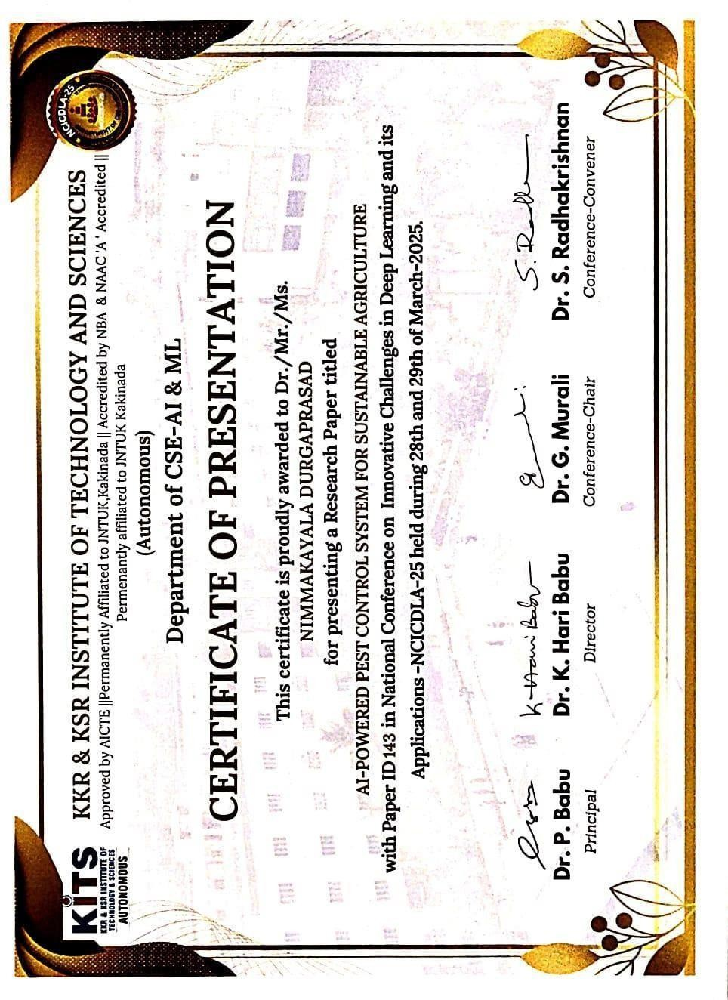 KiTS
KKR & KSR INSTITUTE OF
TECHNOLOGY & SCIENCES
AUTONOMOUS
KKR & KSR INSTITUTE OF TECHNOLOGY AND SCIENCES
Approved by AICTE ||Permanently Affiliated to JNTUK,Kakinada || Accredited by NBA & NAAC 'A ' Accredited ||
Permenantly affiliated to JNTUK Kakinada
(Autonomous)
NCICDLA-25
Department of CSE-AI & ML
CERTIFICATE OF PRESENTATION
This certificate is proudly awarded to Dr./Mr./Ms.
NIMMAKAYALA DURGAPRASAD
for presenting a Research Paper titled
AI-POWERED PEST CONTROL SYSTEM FOR SUSTAINABLE AGRICULTURE
with Paper ID 143 in National Conference on Innovative Challenges in Deep Learning and its
Applications -NCICDLA-25 held during 28th and 29th of March-2025.
K. Hari Babu
S. Radha
Dr. P. Babu
Principal
Dr. K. Hari Babu
Director
Dr. G. Murali
Conference-Chair
Dr. S. Radhakrishnan
Conference-Convener